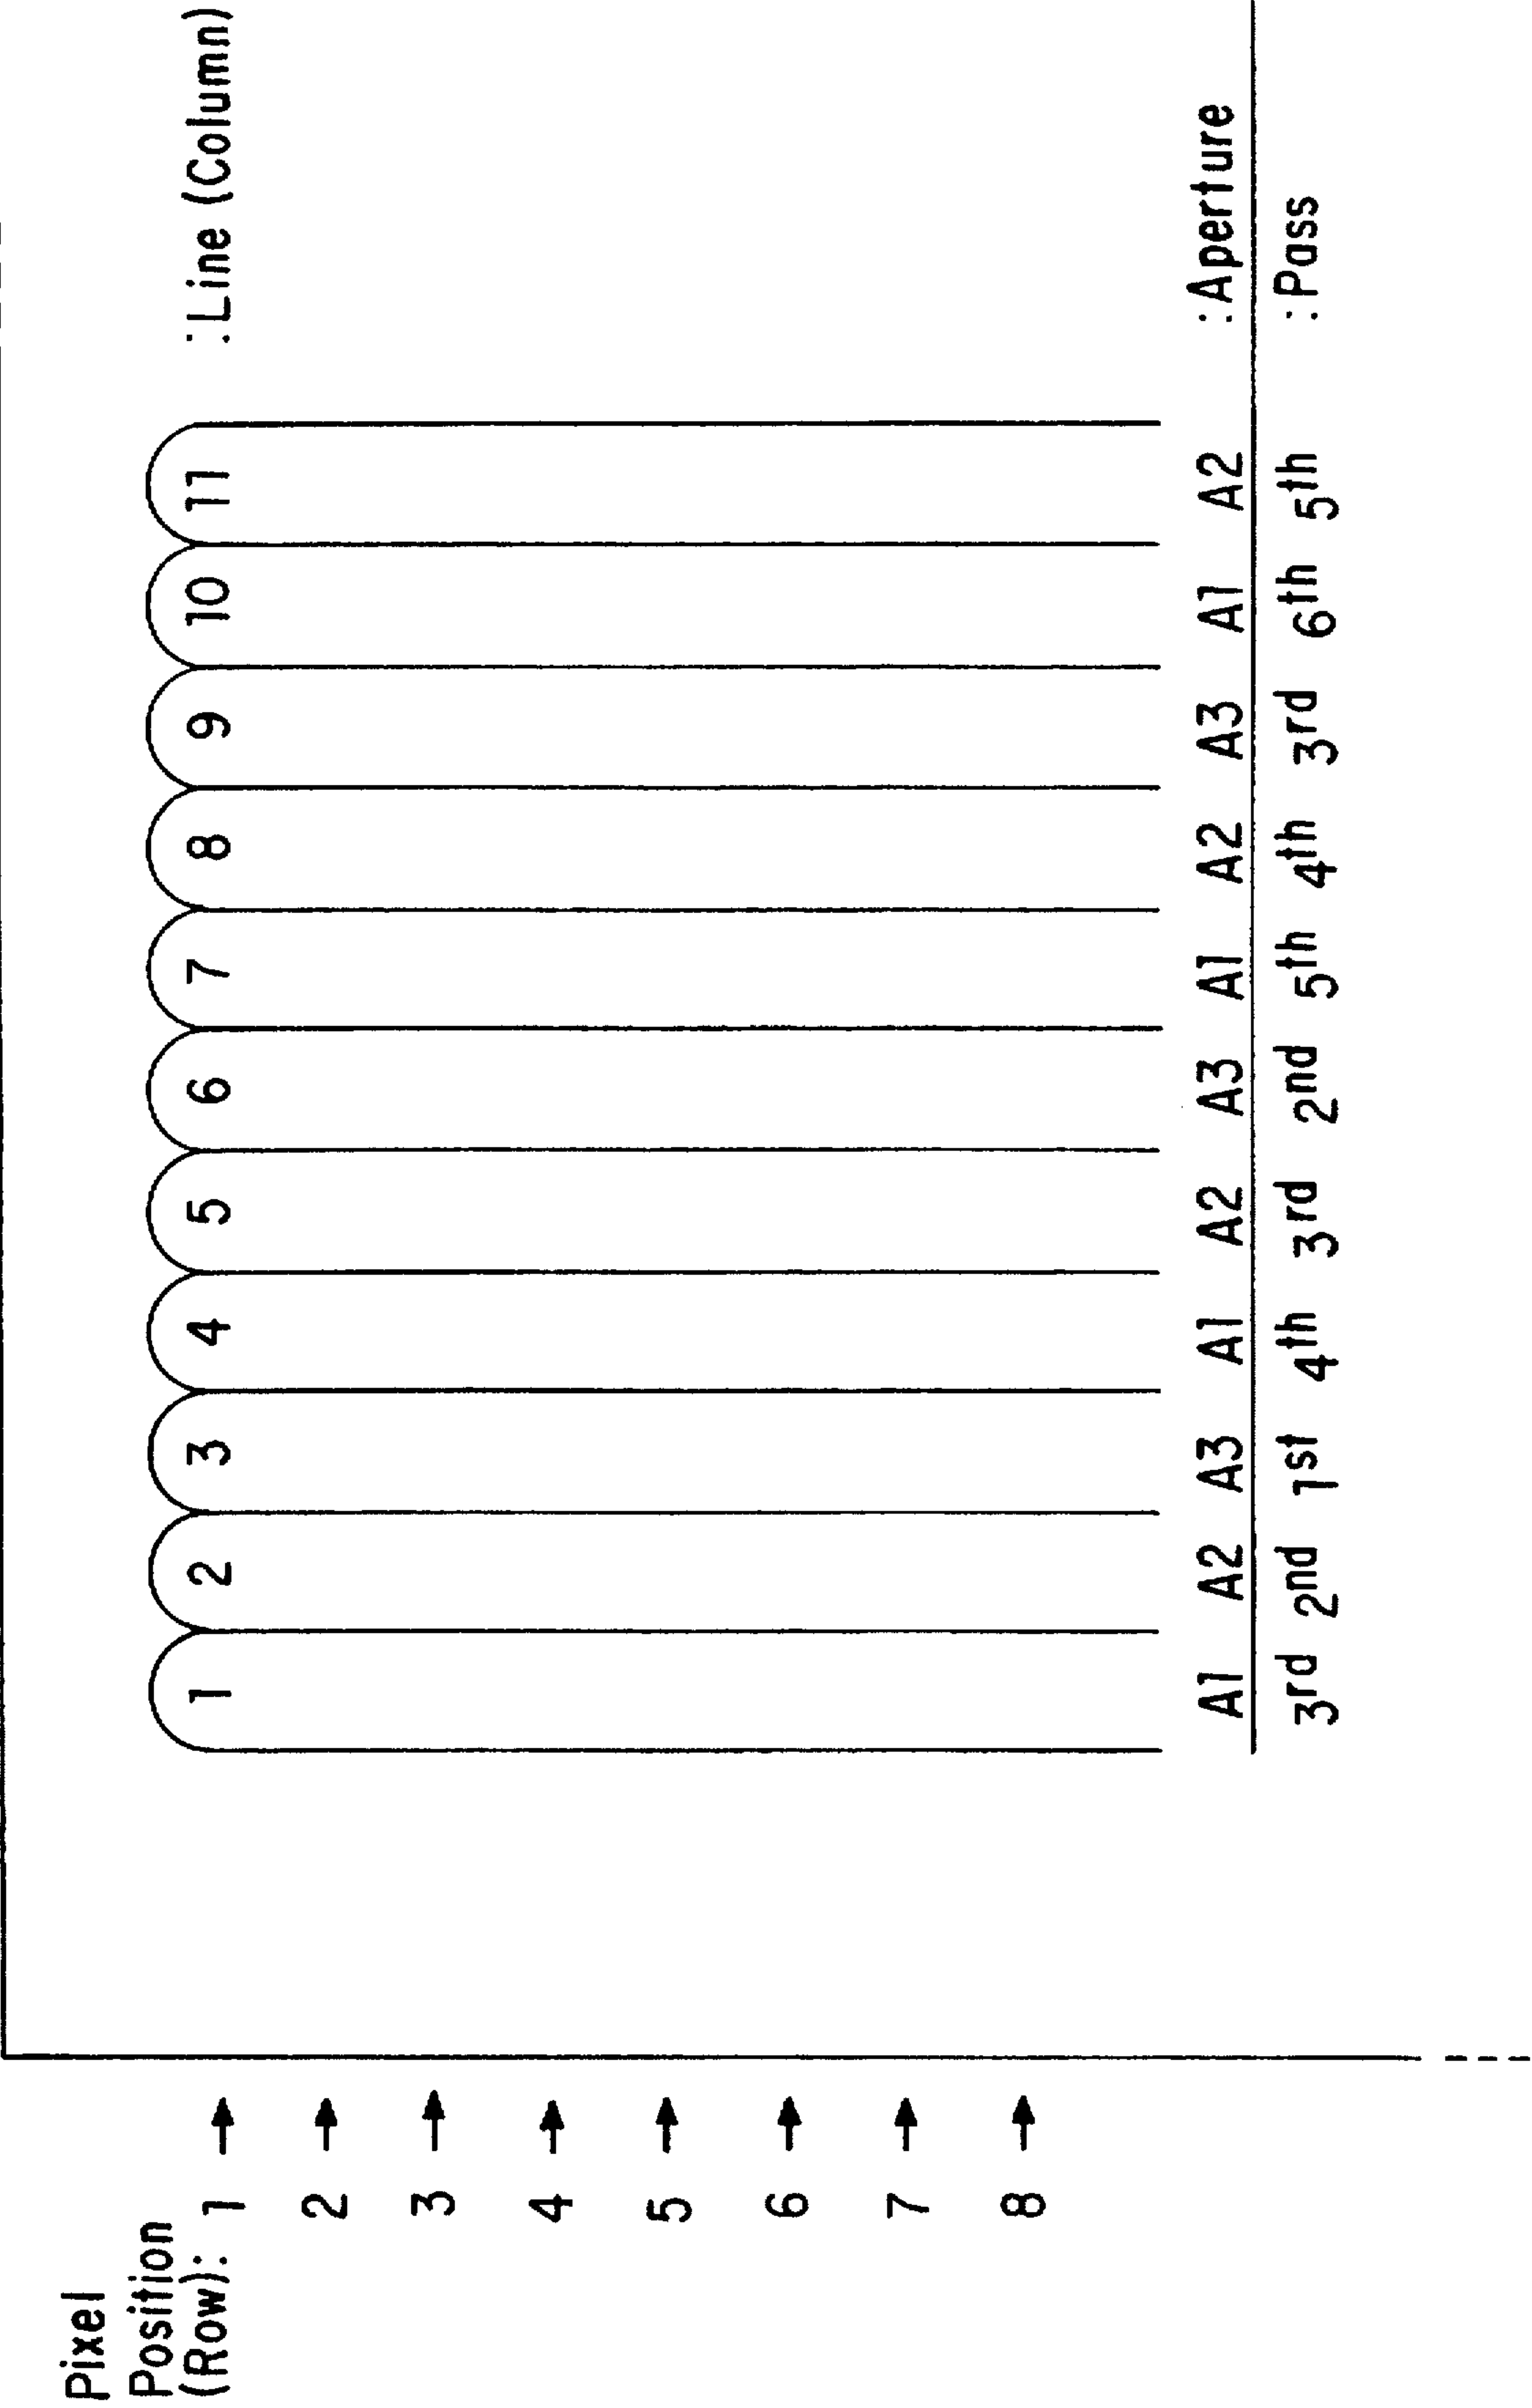 Pixel
Position
(Row): 1 2 3 4 5 6 7 8
1 2 3 4 5 6 7 8 9 10 11 :Line (Column)
A1 A2 A3 A1 A2 A3 A1 A2 A3 A1 A2 :Aperture
3rd 2nd 1st 4th 3rd 2nd 5th 4th 3rd 6th 5th :Pass